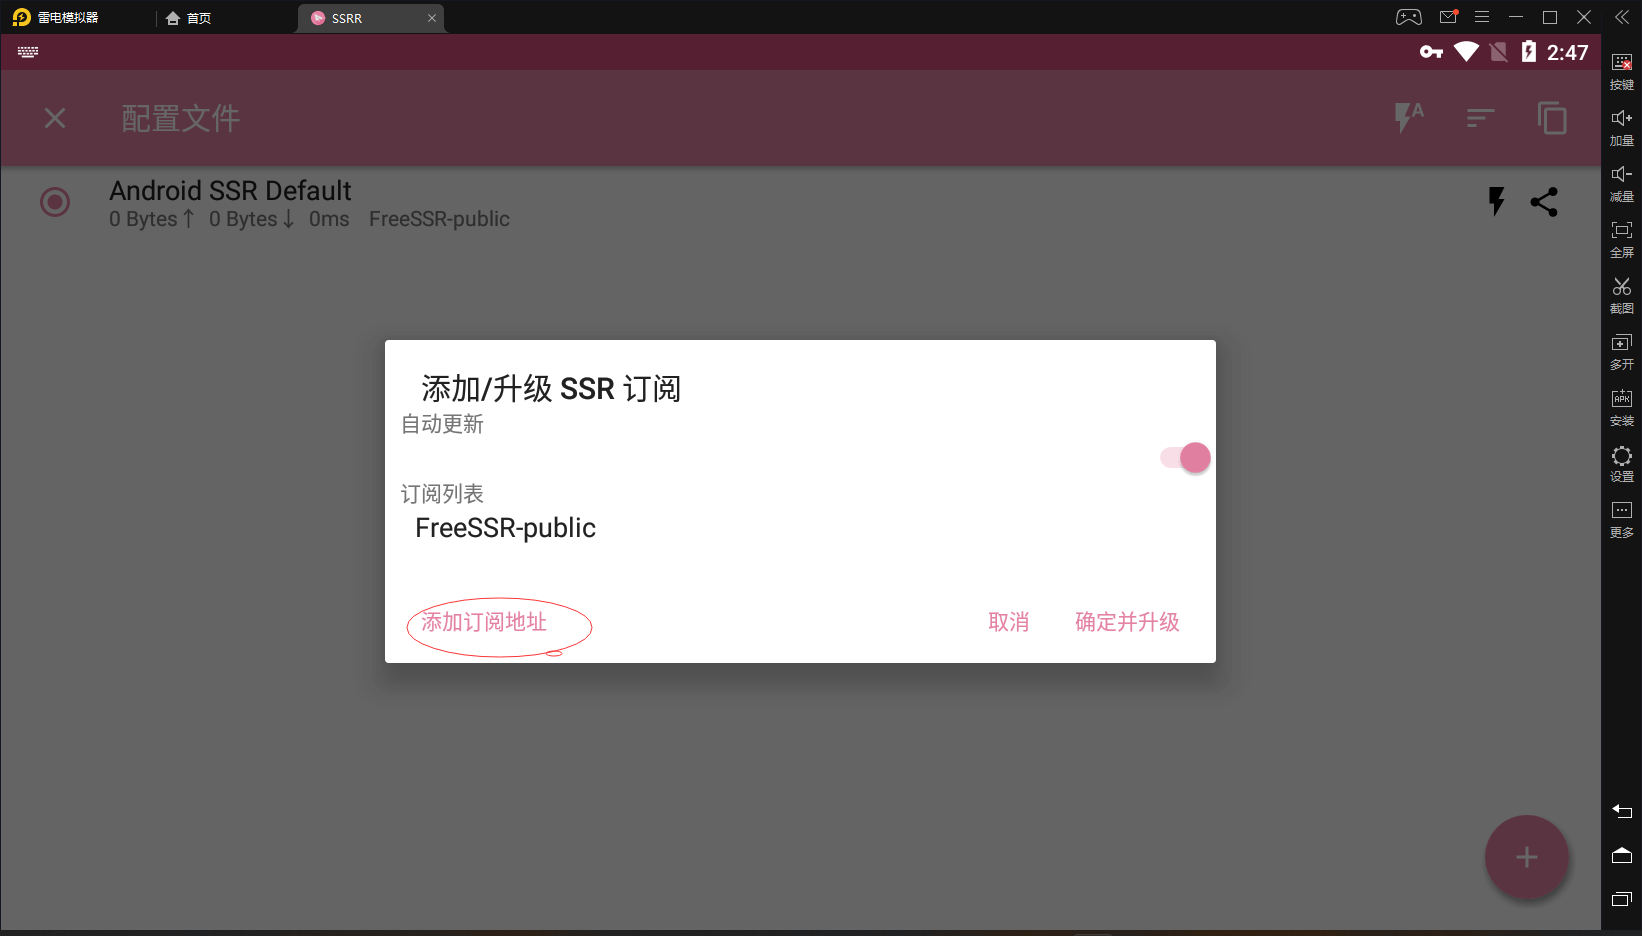 雷电模拟器
首页
SSRR
2:47
配置文件
A
Android SSR Default
0 Bytes↑ 0 Bytes↓ 0ms FreeSSR-public
添加/升级 SSR 订阅
自动更新
订阅列表
FreeSSR-public
添加订阅地址
取消
确定并升级
按键
加量
减量
全屏
截图
多开
APK
安装
设置
更多